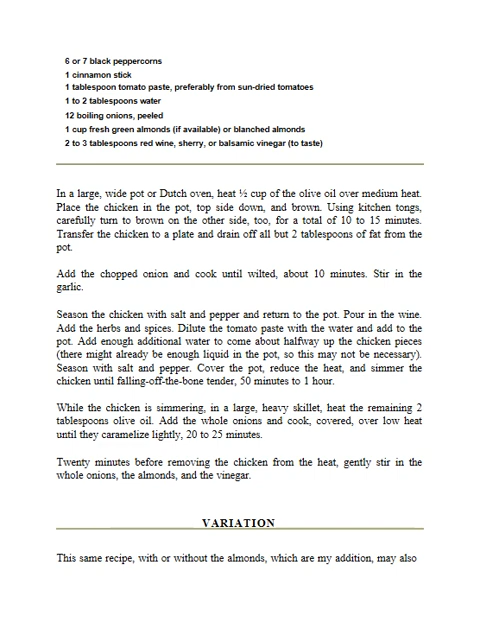 6 or 7 black peppercorns
1 cinnamon stick
1 tablespoon tomato paste, preferably from sun-dried tomatoes
1 to 2 tablespoons water
12 boiling onions, peeled
1 cup fresh green almonds (if available) or blanched almonds
2 to 3 tablespoons red wine, sherry, or balsamic vinegar (to taste)
In a large, wide pot or Dutch oven, heat ½ cup of the olive oil over medium heat.
Place the chicken in the pot, top side down, and brown. Using kitchen tongs,
carefully turn to brown on the other side, too, for a total of 10 to 15 minutes.
Transfer the chicken to a plate and drain off all but 2 tablespoons of fat from the
pot.
Add the chopped onion and cook until wilted, about 10 minutes. Stir in the
garlic.
Season the chicken with salt and pepper and return to the pot. Pour in the wine.
Add the herbs and spices. Dilute the tomato paste with the water and add to the
pot. Add enough additional water to come about halfway up the chicken pieces
(there might already be enough liquid in the pot, so this may not be necessary).
Season with salt and pepper. Cover the pot, reduce the heat, and simmer the
chicken until falling-off-the-bone tender, 50 minutes to 1 hour.
While the chicken is simmering, in a large, heavy skillet, heat the remaining 2
tablespoons olive oil. Add the whole onions and cook, covered, over low heat
until they caramelize lightly, 20 to 25 minutes.
Twenty minutes before removing the chicken from the heat, gently stir in the
whole onions, the almonds, and the vinegar.
VARIATION
This same recipe, with or without the almonds, which are my addition, may also